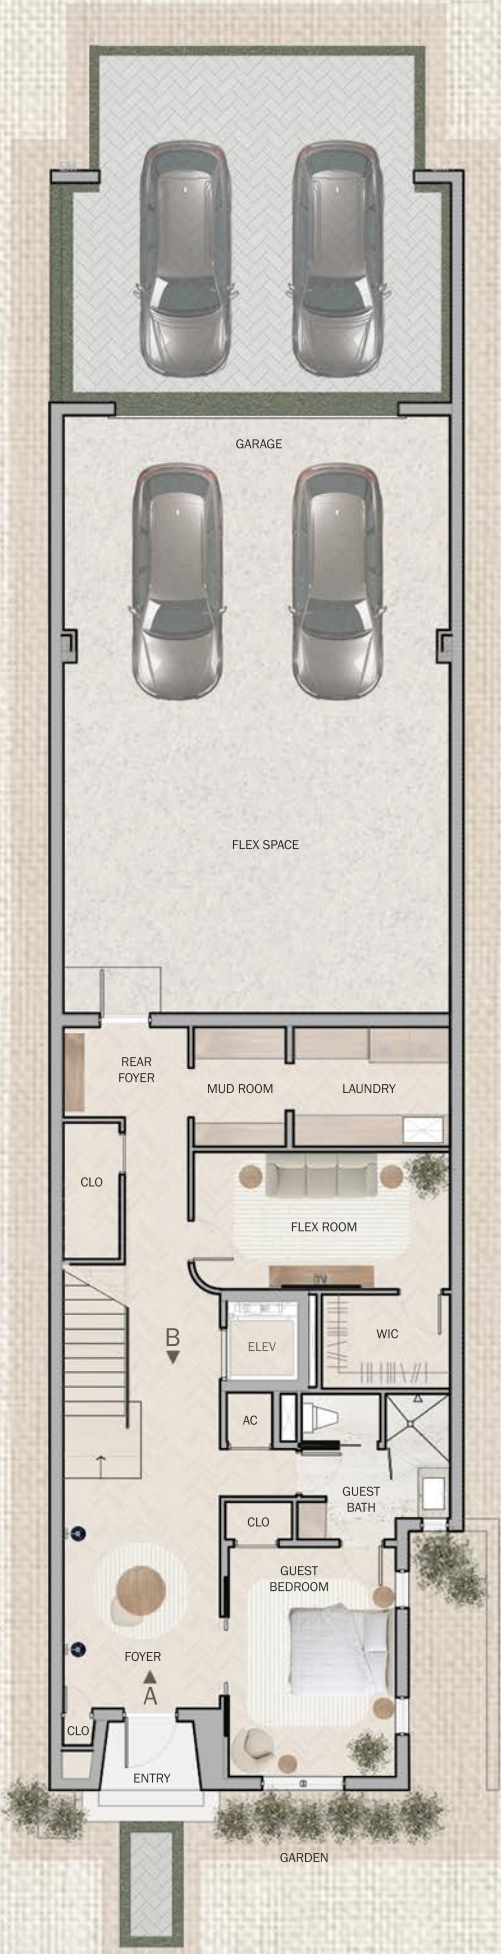 GARAGE
FLEX SPACE
REAR
FOYER
MUD ROOM
LAUNDRY
CLO
FLEX ROOM
TV
B
ELEV
WIC
AC
GUEST
BATH
CLO
GUEST
BEDROOM
FOYER
A
CLO
ENTRY
GARDEN